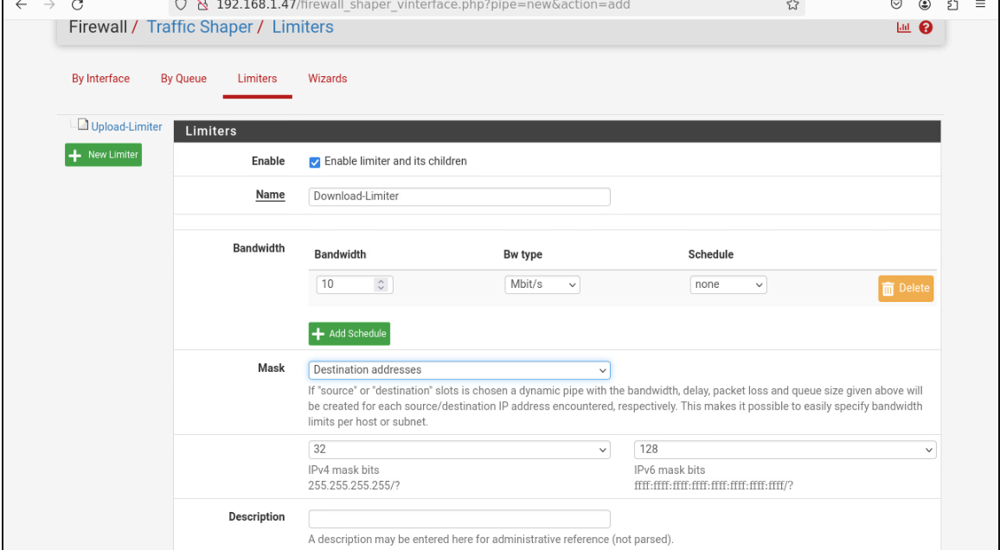 192.168.1.47/firewall_shaper_vinterface.php?pipe=new&action=add
Firewall / Traffic Shaper / Limiters
By Interface By Queue Limiters Wizards
Upload-Limiter
New Limiter
Limiters
Enable Enable limiter and its children
Name Download-Limiter
Bandwidth Bandwidth Bw type Schedule
10 Mbit/s none Delete
Add Schedule
Mask Destination addresses
If "source" or "destination" slots is chosen a dynamic pipe with the bandwidth, delay, packet loss and queue size given above will
be created for each source/destination IP address encountered, respectively. This makes it possible to easily specify bandwidth
limits per host or subnet.
32 128
IPv4 mask bits IPv6 mask bits
255.255.255.255/? ffff:ffff:ffff:ffff:ffff:ffff:ffff:ffff/?
Description
A description may be entered here for administrative reference (not parsed).